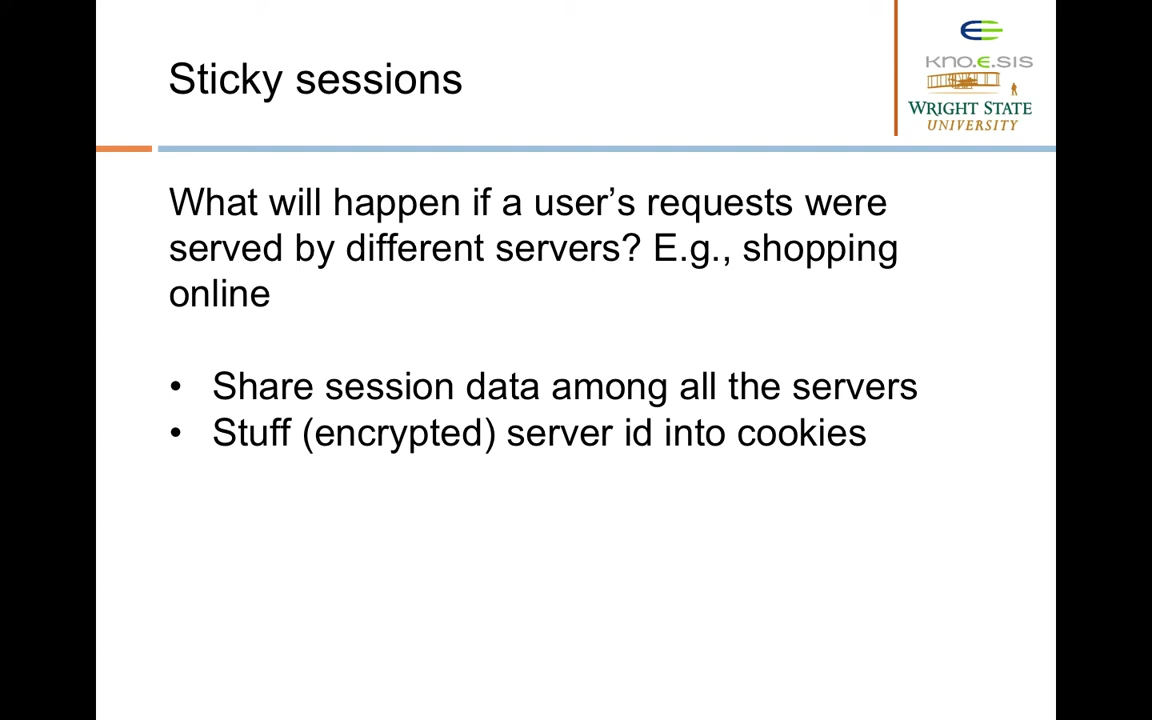 Sticky sessions
kno.e.sis
WRIGHT STATE
UNIVERSITY
What will happen if a user’s requests were
served by different servers? E.g., shopping
online
• Share session data among all the servers
• Stuff (encrypted) server id into cookies